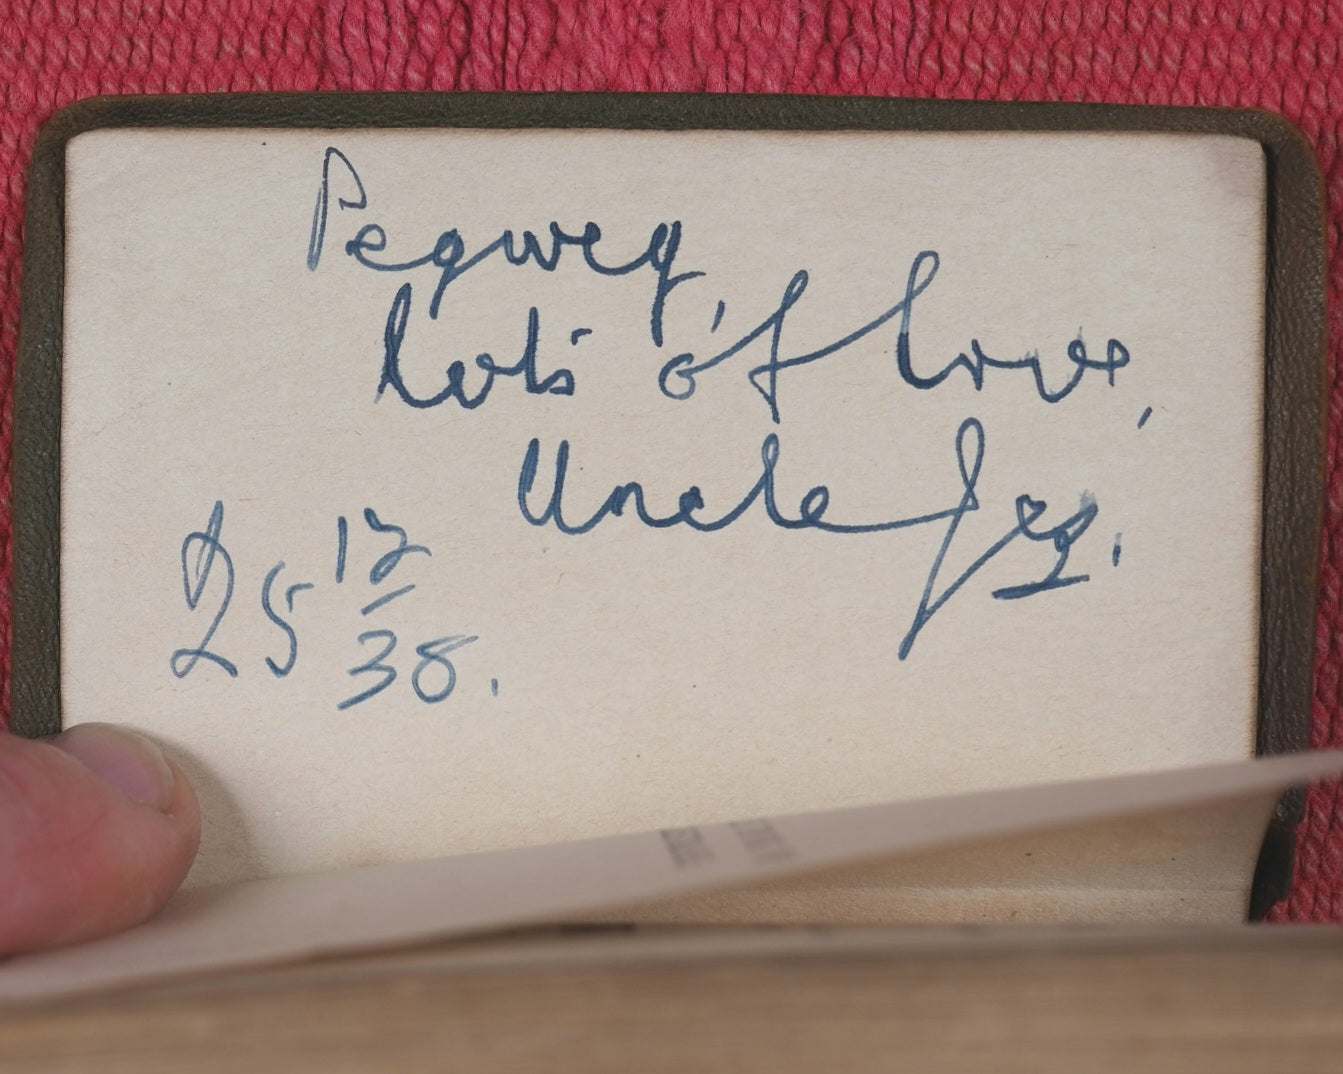 Pegweg,
lots of love,
Uncle
25 12/38.